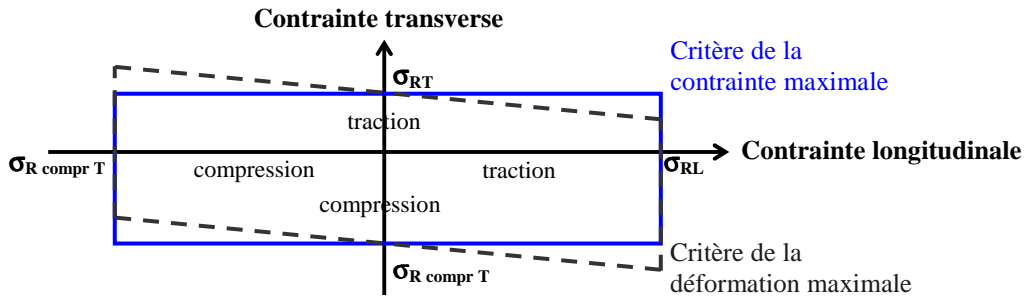 Contrainte transverse
Critère de la
contrainte maximale
σRT
traction
σR compr T
compression
traction
σRL
Contrainte longitudinale
compression
σR compr T
Critère de la
déformation maximale